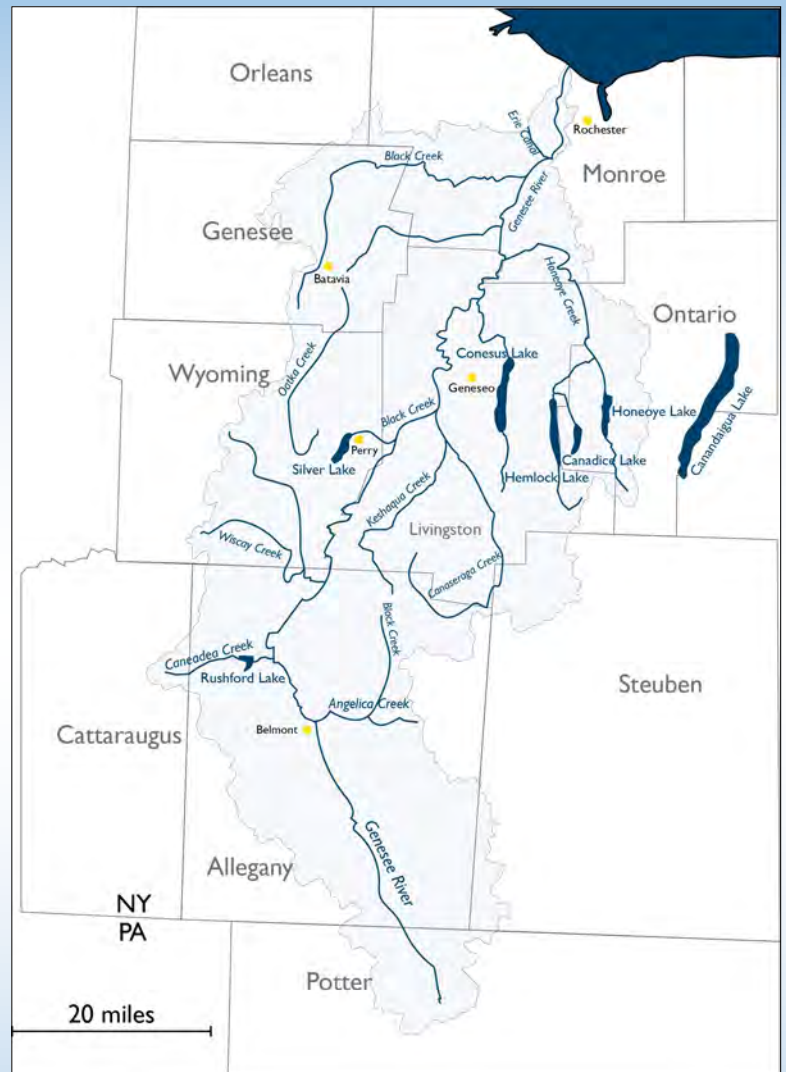 Orleans
Erie Canal
Rochester
Black Creek
Monroe
Genesee River
Genesee
Batavia
Honeoye Creek
Ontario
Conesus Lake
Wyoming
Oatka Creek
Geneseo
Black Creek
Honeoye Lake
Canandaigua Lake
Perry
Silver Lake
Canadice Lake
Hemlock Lake
Keshaqua Creek
Livingston
Wiscoy Creek
Canaseraga Creek
Black Creek
Caneadea Creek
Rushford Lake
Steuben
Angelica Creek
Belmont
Cattaraugus
Genesee River
Allegany
NY
PA
Potter
20 miles